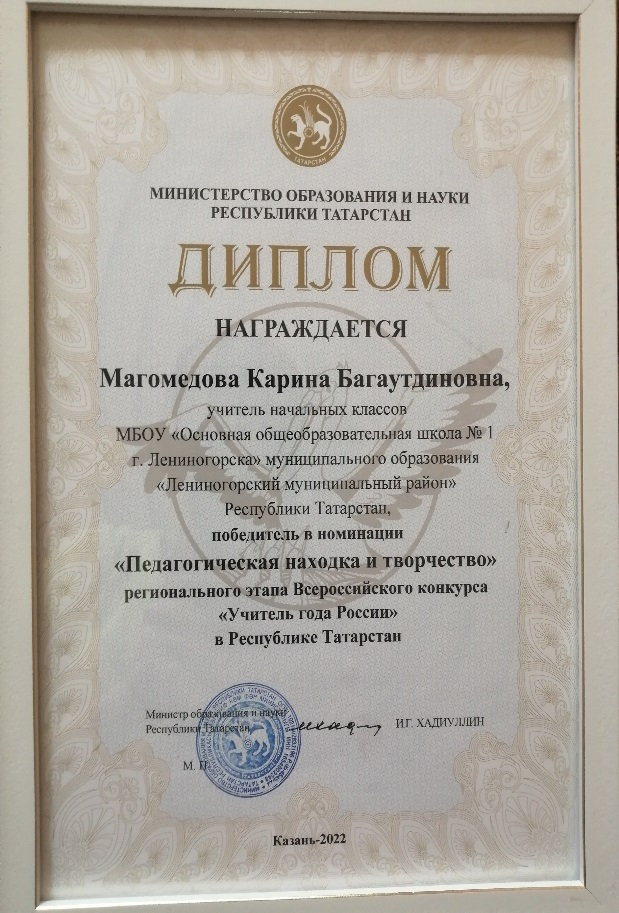 ТАТАРСТАН
МИНИСТЕРСТВО ОБРАЗОВАНИЯ И НАУКИ
РЕСПУБЛИКИ ТАТАРСТАН
ДИПЛОМ
НАГРАЖДАЕТСЯ
Магомедова Карина Багаутдиновна,
учитель начальных классов
МБОУ «Основная общеобразовательная школа № 1
г. Лениногорска» муниципального образования
«Лениногорский муниципальный район»
Республики Татарстан,
победитель в номинации
«Педагогическая находка и творчество»
регионального этапа Всероссийского конкурса
«Учитель года России»
в Республике Татарстан
Министр образования и науки
Республики Татарстан
И.Г. ХАДИУЛЛИН
М. П.
Казань-2022